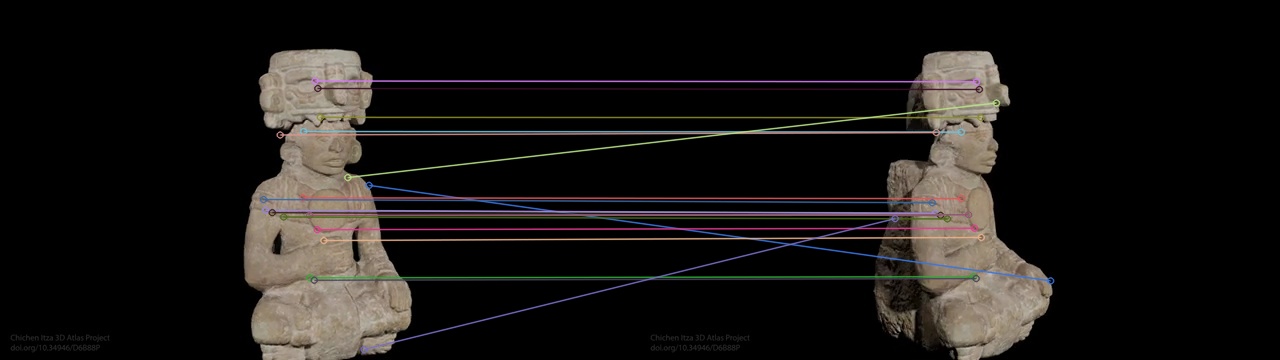 Chichen Itza 3D Atlas Project
doi.org/10.34946/D6B88P
Chichen Itza 3D Atlas Project
doi.org/10.34946/D6B88P